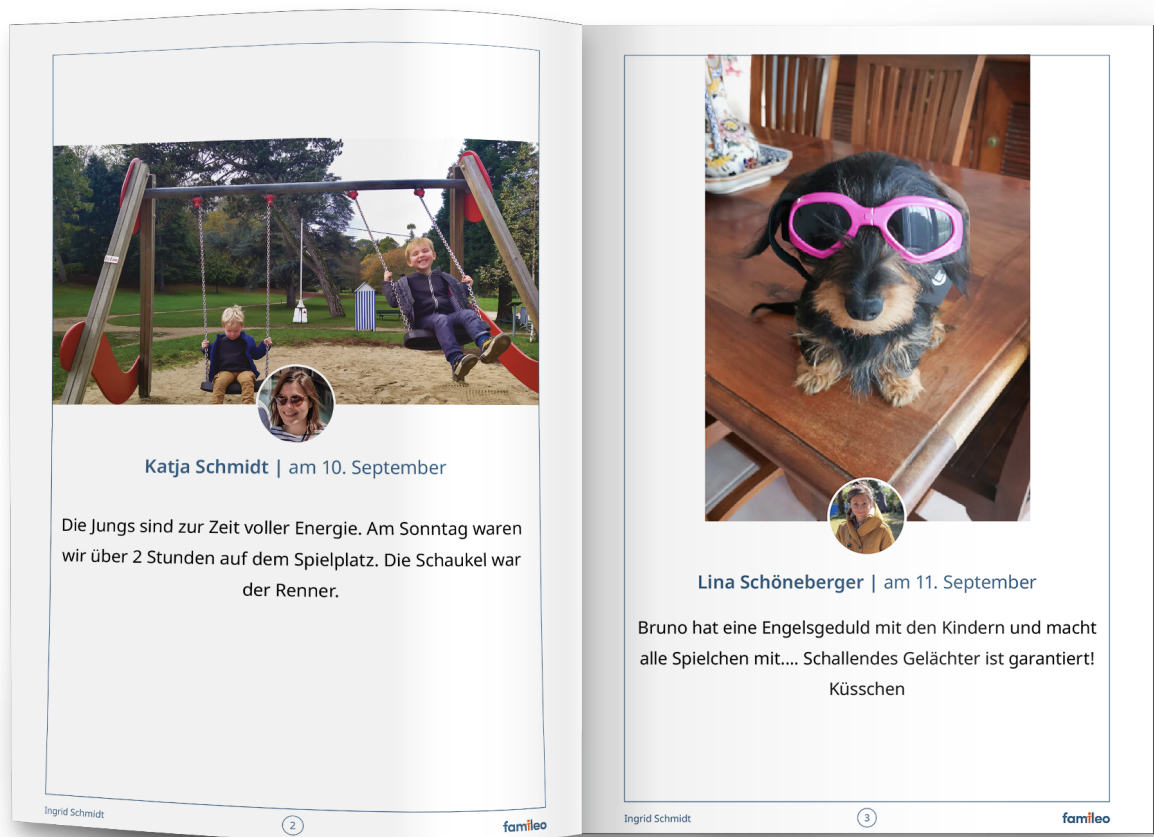 Katja Schmidt | am 10. September
Die Jungs sind zur Zeit voller Energie. Am Sonntag waren
wir über 2 Stunden auf dem Spielplatz. Die Schaukel war
der Renner.
Ingrid Schmidt
2
famileo
Lina Schöneberger | am 11. September
Bruno hat eine Engelsgeduld mit den Kindern und macht
alle Spielchen mit.... Schallendes Gelächter ist garantiert!
Küsschen
Ingrid Schmidt
3
famileo